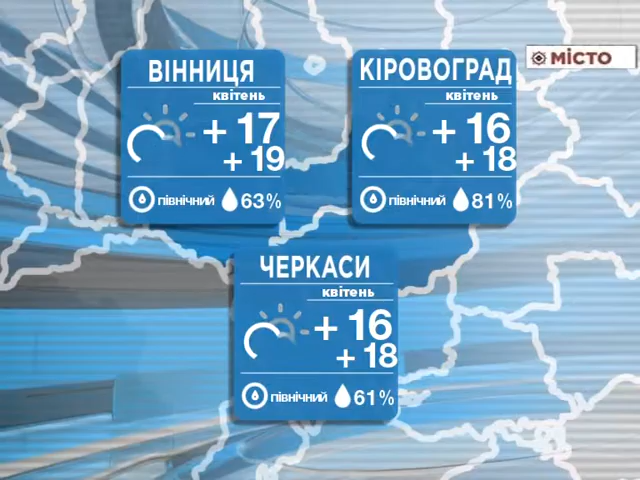 МІСТО
ВІННИЦЯ
квітень
+ 17
+ 19
північний 63%
КІРОВОГРАД
квітень
+ 16
+ 18
північний 81%
ЧЕРКАСИ
квітень
+ 16
+ 18
північний 61%